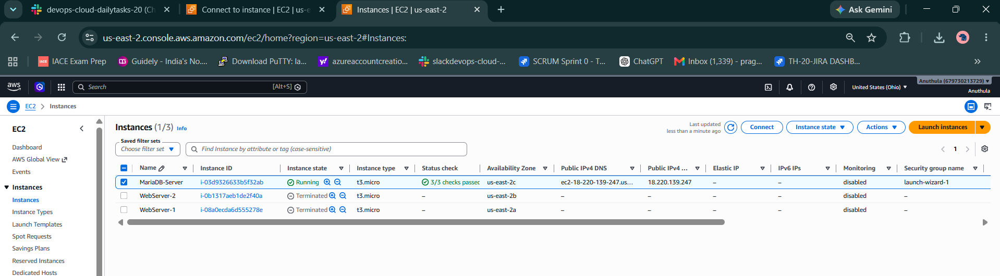 devops-cloud-dailytasks-20 (Ch
Connect to instance | EC2 | us-e
Instances | EC2 | us-east-2
Ask Gemini
us-east-2.console.aws.amazon.com/ec2/home?region=us-east-2#Instances:
IACE IACE Exam Prep
Guidely - India's No....
Download PuTTY: la...
azureaccountcreatio...
slackdevops-cloud-...
SCRUM Sprint 0 - T...
ChatGPT
Inbox (1,339) - prag...
TH-20-JIRA DASHB...
aws
Search
[Alt+S]
United States (Ohio)
Anuthula (679730213729)
Anuthula
EC2
Instances
EC2
Dashboard
AWS Global View
Events
Instances
Instances
Instance Types
Launch Templates
Spot Requests
Savings Plans
Reserved Instances
Dedicated Hosts
Instances (1/3) Info
Last updated
less than a minute ago
Connect
Instance state
Actions
Launch instances
Saved filter sets
Choose filter set
Find Instance by attribute or tag (case-sensitive)
1
Name Instance ID Instance state Instance type Status check Availability Zone Public IPv4 DNS Public IPv4 ... Elastic IP IPv6 IPs Monitoring Security group name
MariaDB-Server i-03d9326633b5f32ab Running t3.micro 3/3 checks passed us-east-2c ec2-18-220-139-247.us... 18.220.139.247 – – disabled launch-wizard-1
WebServer-2 i-0b1317aeb1de2f40a Terminated t3.micro – us-east-2b – – – – disabled –
WebServer-1 i-08a0ecda6d555278e Terminated t3.micro – us-east-2a – – – – disabled –